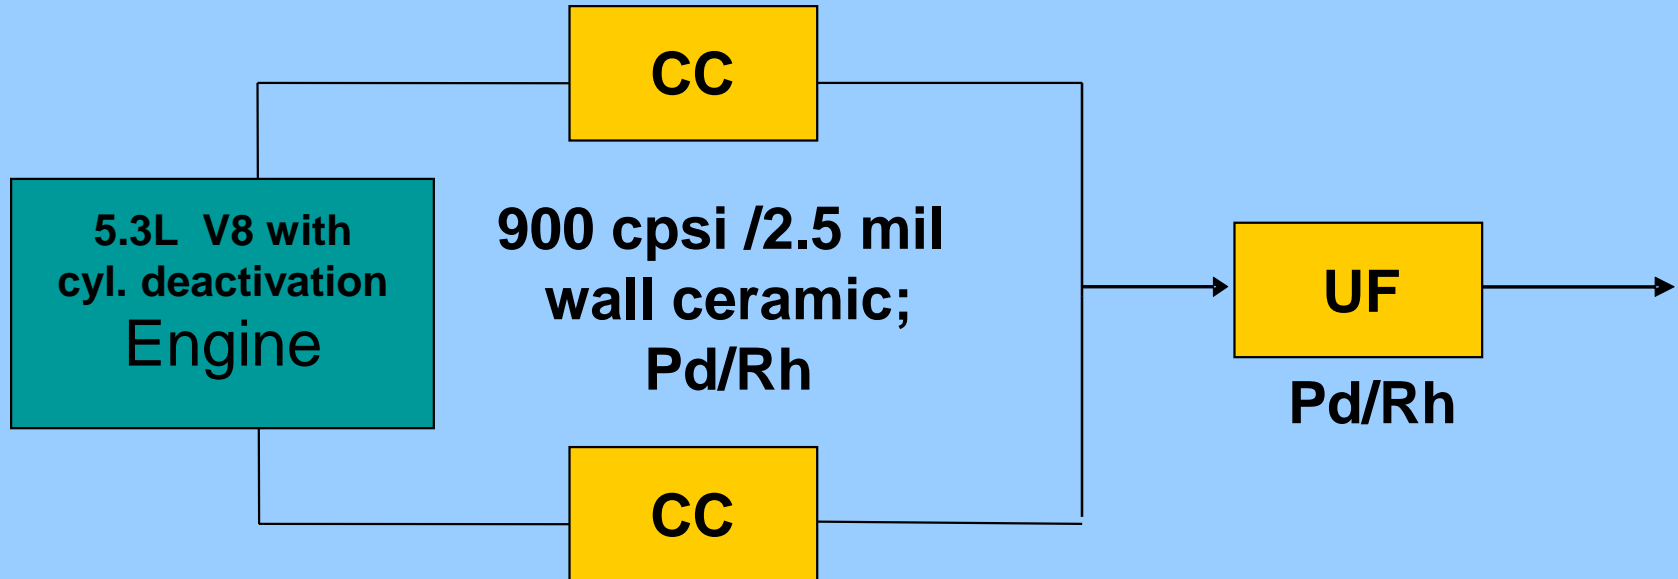 CC
5.3L V8 with
cyl. deactivation
Engine
900 cpsi /2.5 mil
wall ceramic;
Pd/Rh
UF
Pd/Rh
CC